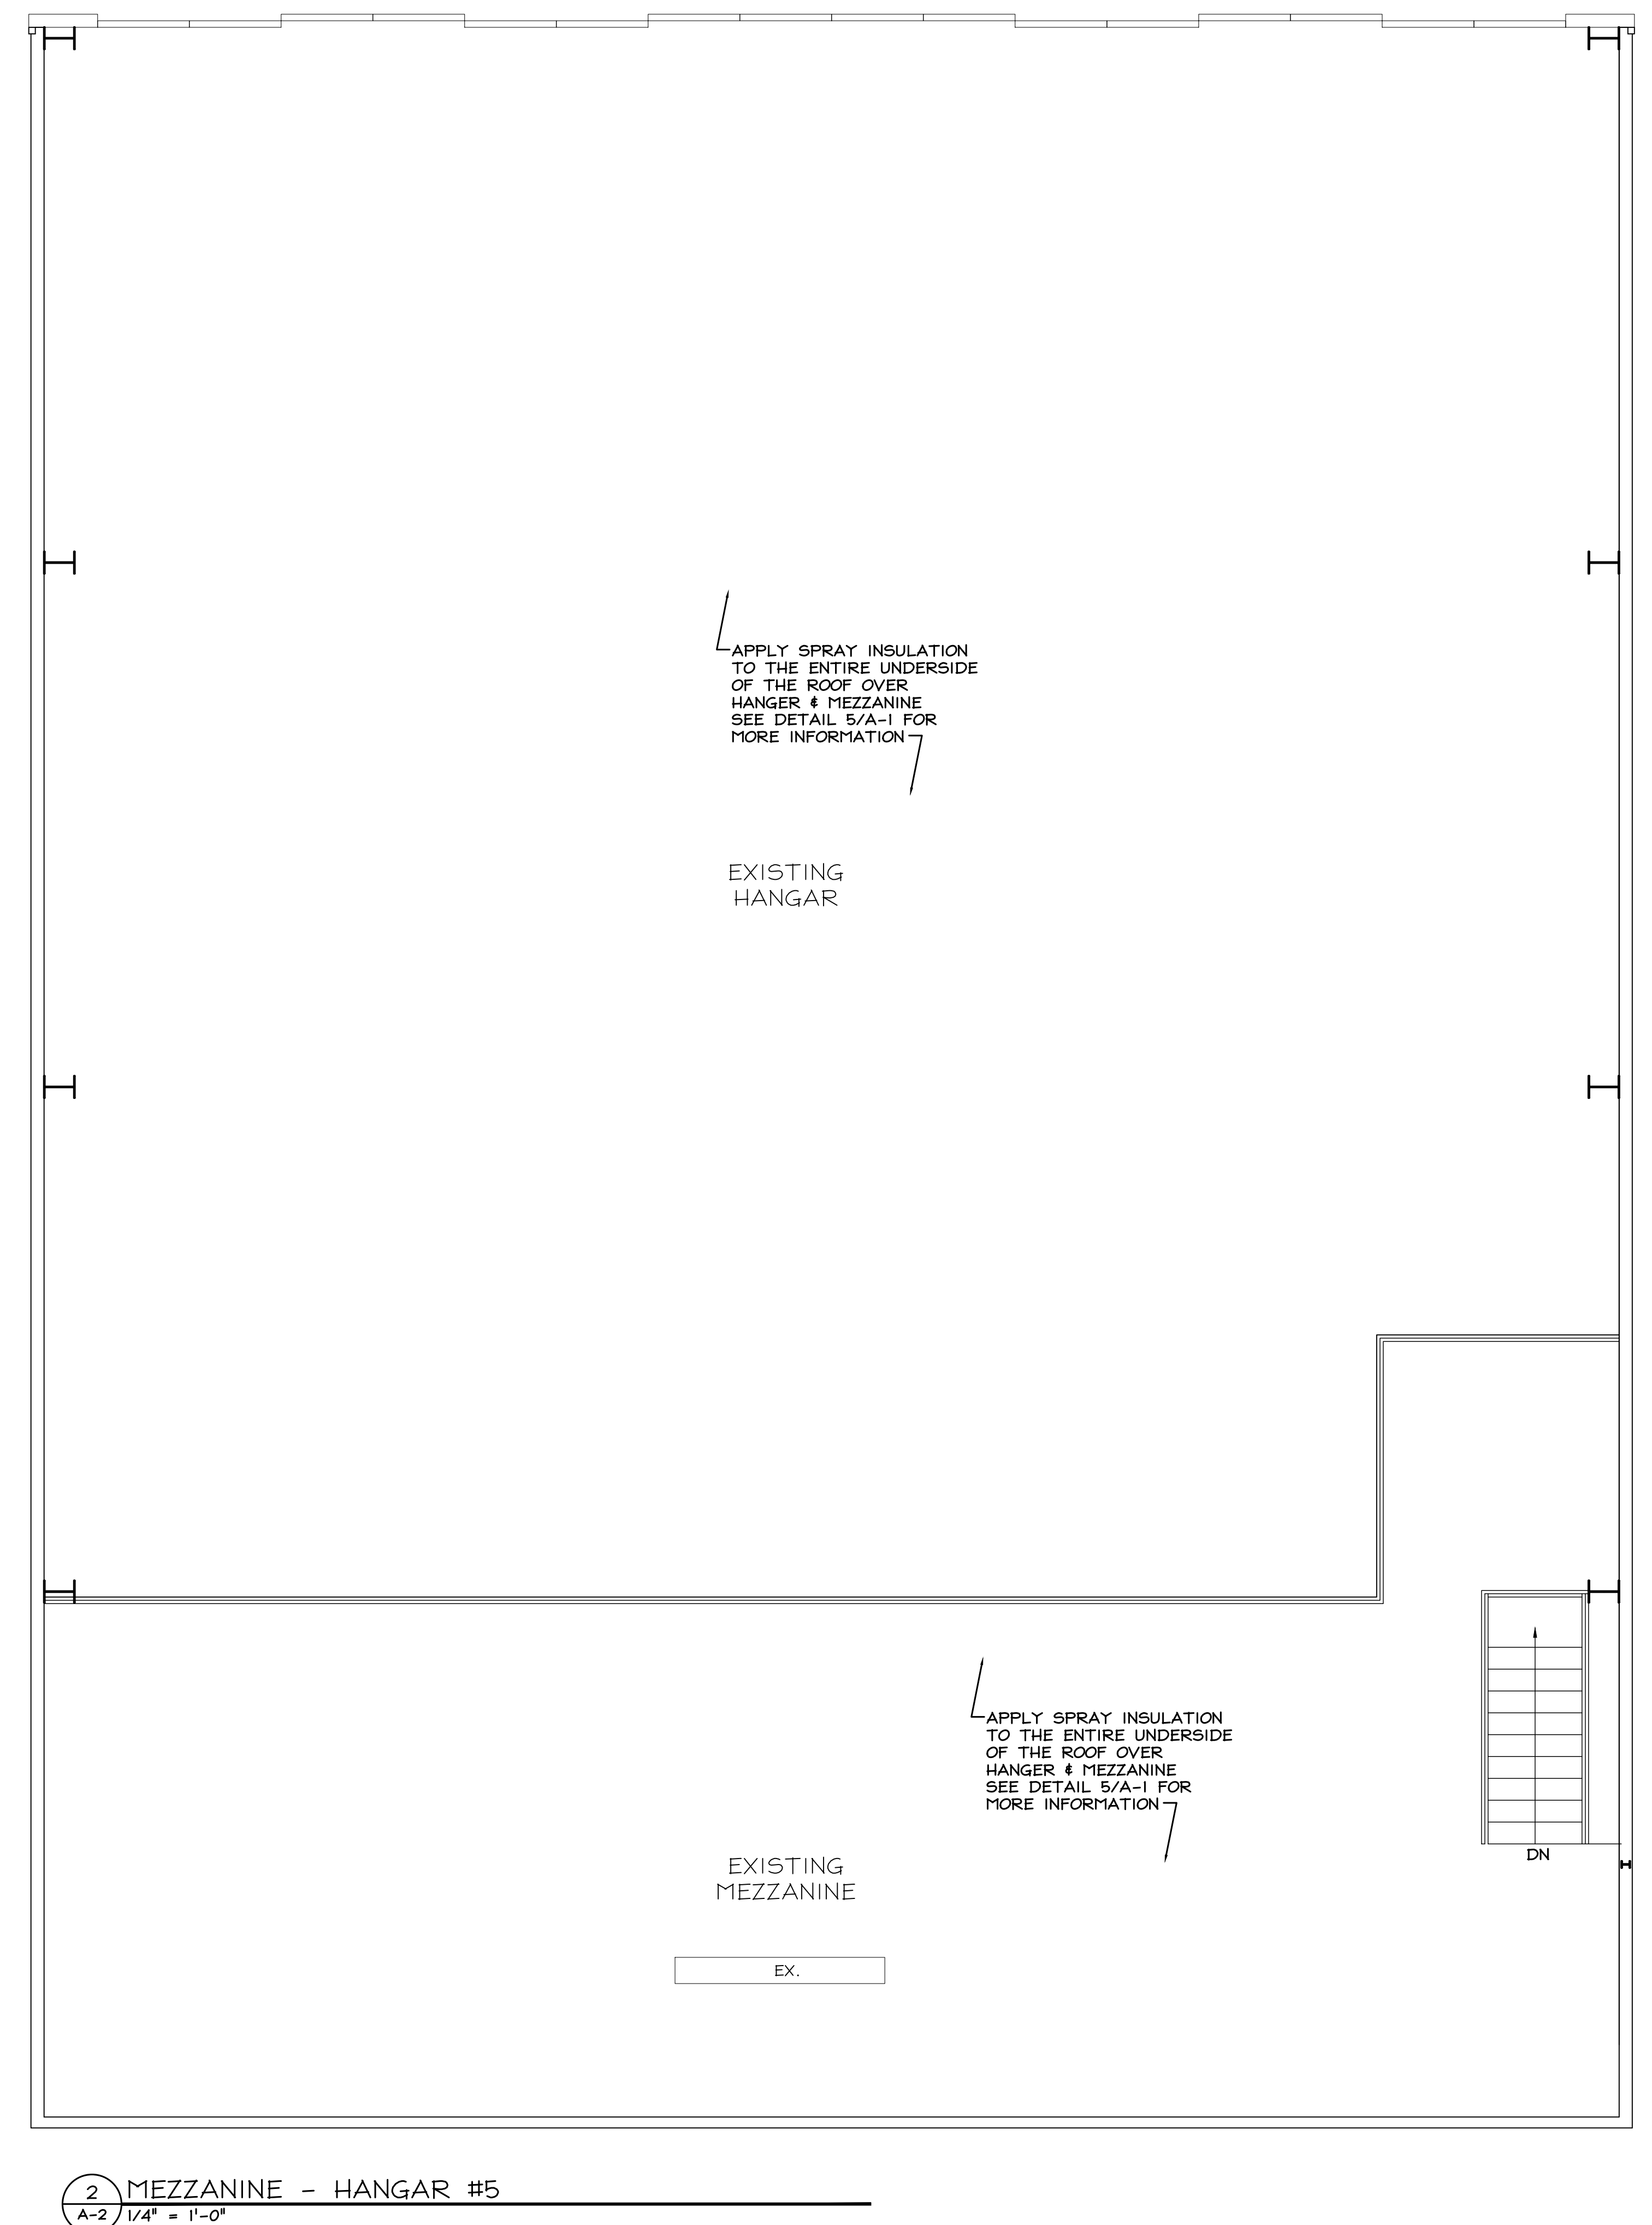 APPLY SPRAY INSULATION
TO THE ENTIRE UNDERSIDE
OF THE ROOF OVER
HANGER & MEZZANINE
SEE DETAIL 5/A-1 FOR
MORE INFORMATION
EXISTING
HANGAR
APPLY SPRAY INSULATION
TO THE ENTIRE UNDERSIDE
OF THE ROOF OVER
HANGER & MEZZANINE
SEE DETAIL 5/A-1 FOR
MORE INFORMATION
DN
EXISTING
MEZZANINE
EX.
2
A-2
MEZZANINE - HANGAR #5
1/4" = 1'-0"